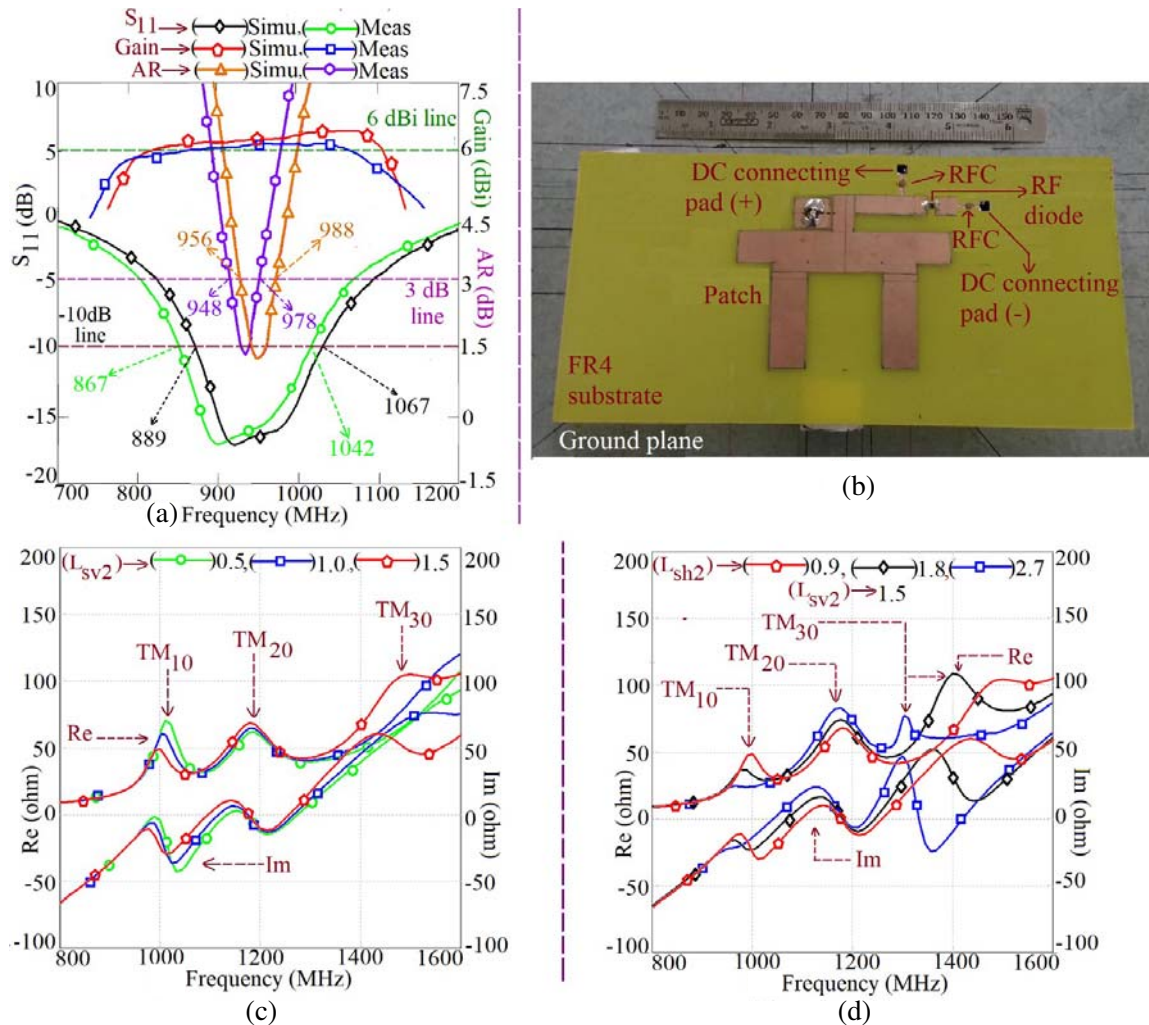 S11 → ( )Simu,( )Meas
Gain → ( )Simu,( )Meas
AR → ( )Simu,( )Meas
10
5
0
-5
-10
-15
-20
S11 (dB)
7.5
6
4.5
3
1.5
0
-1.5
Gain (dBi)
AR (dB)
6 dBi line
956
988
948
978
3 dB
line
-10dB
line
867
889
1067
1042
700 800 900 1000 1100 1200
(a) Frequency (MHz)
DC connecting
pad (+)
RFC
RF
diode
RFC
DC connecting
pad (-)
Patch
FR4
substrate
Ground plane
(b)
(Lsv2) → ( )0.5,( )1.0,( )1.5
200
150
100
50
0
-50
-100
Re (ohm)
200
150
100
50
0
-50
-100
Im (ohm)
TM10
TM20
TM30
Re
Im
800 1000 1200 1400 1600
Frequency (MHz)
(c)
(Lsh2) → ( )0.9,( )1.8,( )2.7
(Lsv2) → 1.5
200
150
100
50
0
-50
-100
Re (ohm)
200
150
100
50
0
-50
-100
Im (ohm)
TM30
TM20
TM10
Re
Im
800 1000 1200 1400 1600
Frequency (MHz)
(d)